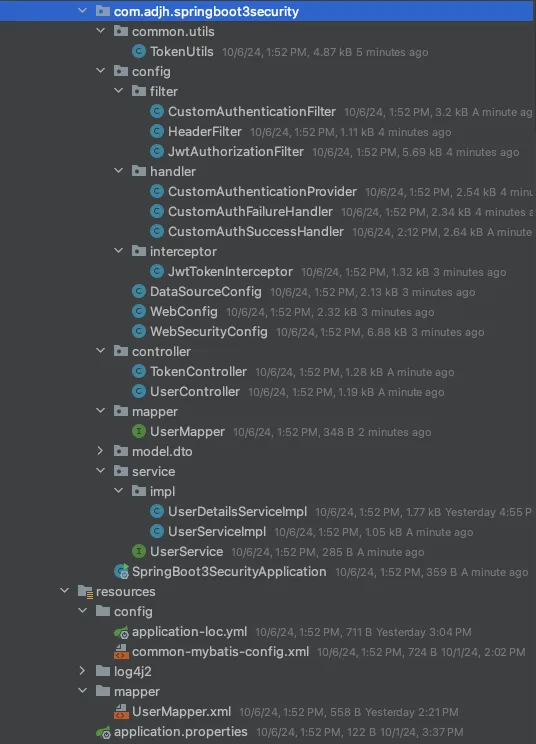 com.adjh.springboot3security
common.utils
TokenUtils 10/6/24, 1:52 PM, 4.87 kB 5 minutes ago
config
filter
CustomAuthenticationFilter 10/6/24, 1:52 PM, 3.2 kB A minute ag
HeaderFilter 10/6/24, 1:52 PM, 1.11 kB 4 minutes ago
JwtAuthorizationFilter 10/6/24, 1:52 PM, 5.69 kB 4 minutes ago
handler
CustomAuthenticationProvider 10/6/24, 1:52 PM, 2.54 kB 4 minu
CustomAuthFailureHandler 10/6/24, 1:52 PM, 2.34 kB 4 minutes a
CustomAuthSuccessHandler 10/6/24, 2:12 PM, 2.64 kB A minute
interceptor
JwtTokenInterceptor 10/6/24, 1:52 PM, 1.32 kB 3 minutes ago
DataSourceConfig 10/6/24, 1:52 PM, 2.13 kB 3 minutes ago
WebConfig 10/6/24, 1:52 PM, 2.32 kB 3 minutes ago
WebSecurityConfig 10/6/24, 1:52 PM, 6.88 kB 3 minutes ago
controller
TokenController 10/6/24, 1:52 PM, 1.28 kB A minute ago
UserController 10/6/24, 1:52 PM, 1.19 kB A minute ago
mapper
UserMapper 10/6/24, 1:52 PM, 348 B 2 minutes ago
model.dto
service
impl
UserDetailsServiceImpl 10/6/24, 1:52 PM, 1.77 kB Yesterday 4:55 P
UserServiceImpl 10/6/24, 1:52 PM, 1.05 kB A minute ago
UserService 10/6/24, 1:52 PM, 285 B A minute ago
SpringBoot3SecurityApplication 10/6/24, 1:52 PM, 359 B A minute ago
resources
config
application-loc.yml 10/6/24, 1:52 PM, 711 B Yesterday 3:04 PM
common-mybatis-config.xml 10/6/24, 1:52 PM, 724 B 10/1/24, 2:02 PM
log4j2
mapper
UserMapper.xml 10/6/24, 1:52 PM, 558 B Yesterday 2:21 PM
application.properties 10/6/24, 1:52 PM, 122 B 10/1/24, 3:37 PM